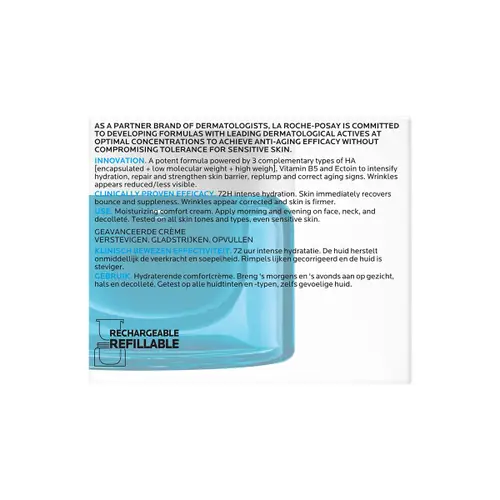 AS A PARTNER BRAND OF DERMATOLOGISTS, LA ROCHE-POSAY IS COMMITTED
TO DEVELOPING FORMULAS WITH LEADING DERMATOLOGICAL ACTIVES AT
OPTIMAL CONCENTRATIONS TO ACHIEVE ANTI-AGING EFFICACY WITHOUT
COMPROMISING TOLERANCE FOR SENSITIVE SKIN.
INNOVATION. A potent formula powered by 3 complementary types of HA
[encapsulated + low molecular weight + high weigh], Vitamin B5 and Ectoin to intensify
hydration, repair and strengthen skin barrier, replump and correct aging signs. Wrinkles
appears reduced/less visible.
CLINICALLY PROVEN EFFICACY. 72H intense hydration. Skin immediately recovers
bounce and suppleness. Wrinkles appear corrected and skin is firmer.
USE. Moisturizing comfort cream. Apply morning and evening on face, neck, and
decolleté. Tested on all skin tones and types, even sensitive skin.
GEAVANCEERDE CRÈME
VERSTEVIGEN, GLADSTRIJKEN, OPVULLEN
KLINISCH BEWEZEN EFFECTIVITEIT. 72 uur intense hydratatie. De huid herstelt
onmiddellijk de veerkracht en soepelheid. Rimpels lijken gecorrigeerd en de huid is
steviger.
GEBRUIK. Hydraterende comfortcrème. Breng 's morgens en 's avonds aan op gezicht,
hals en decolleté. Getest op alle huidtinten en -typen, zelfs gevoelige huid.
RECHARGEABLE
REFILLABLE